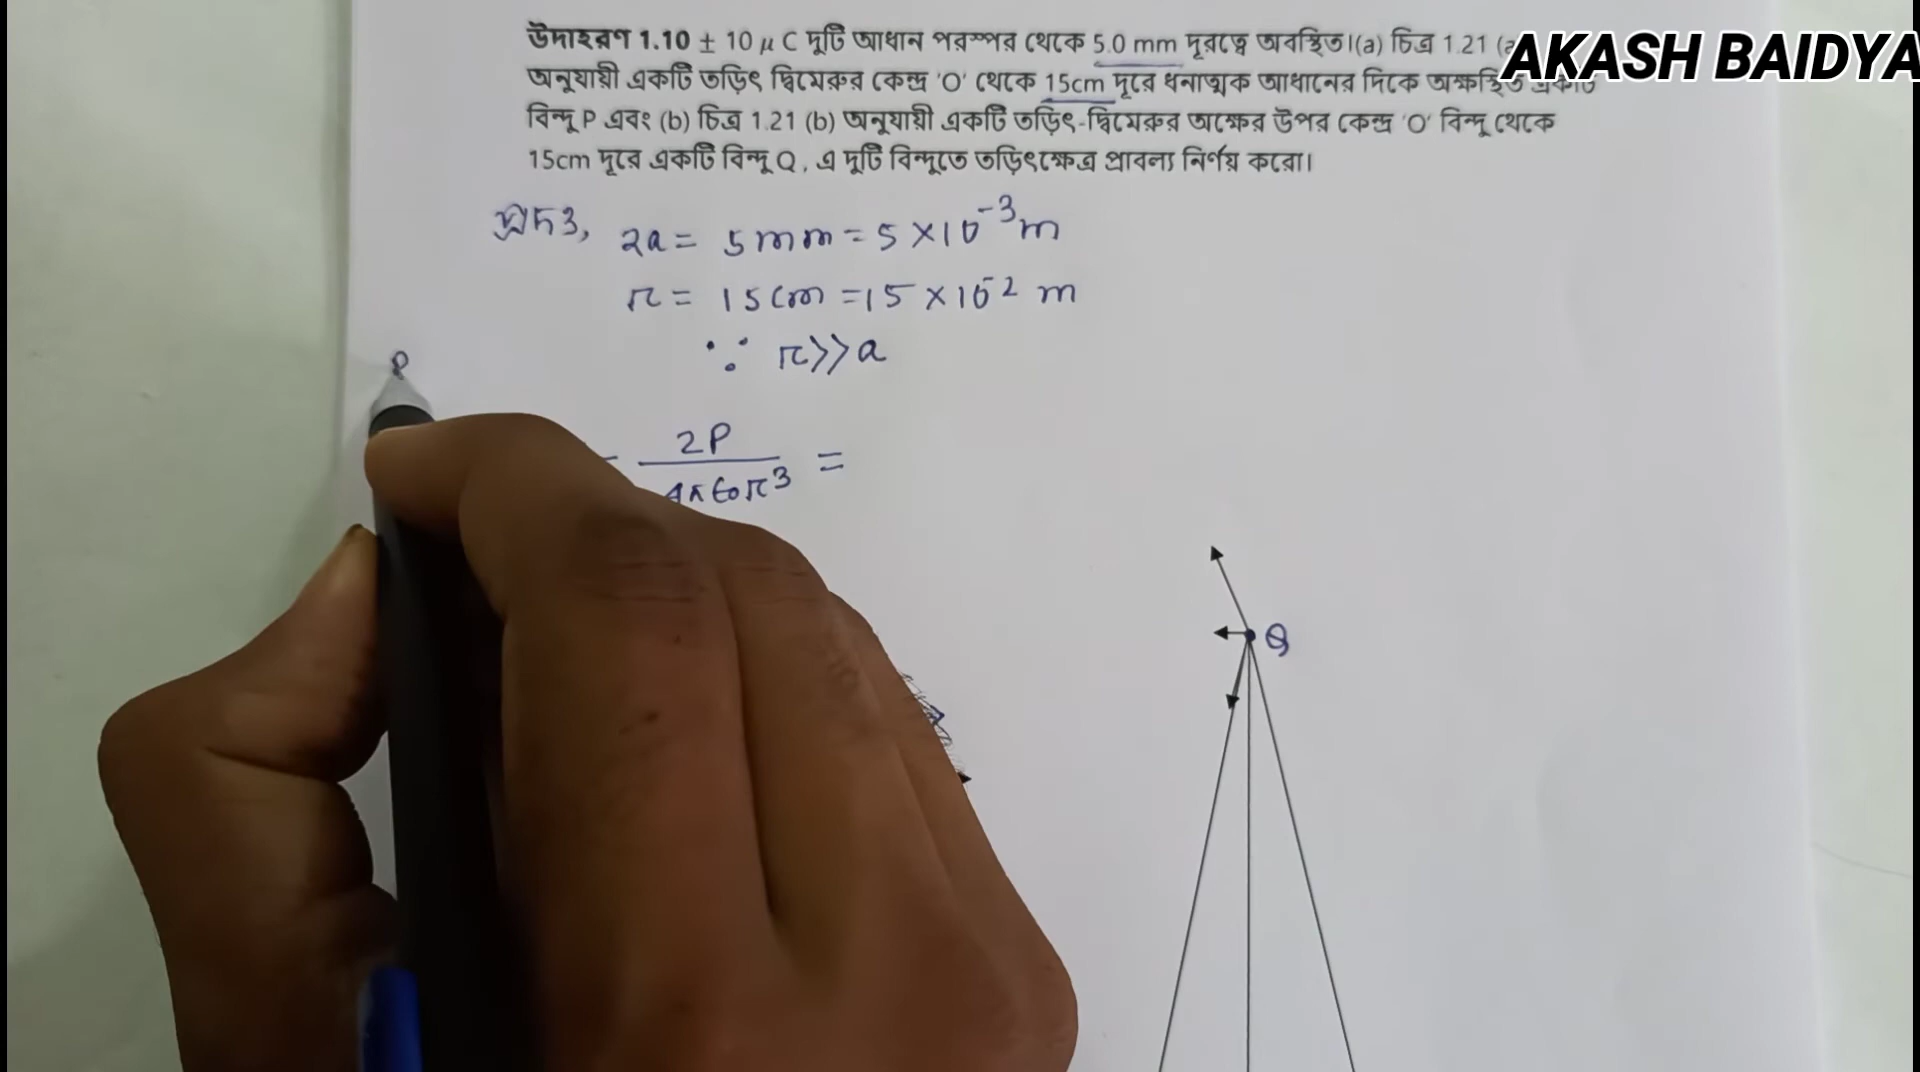 উদাহরণ 1.10 ± 10 μ C দুটি আধান পরস্পর থেকে 5.0 mm দূরত্বে অবস্থিত।(a) চিত্র 1.21 (a
AKASH BAIDYA
অনুযায়ী একটি তড়িৎ দ্বিমেরুর কেন্দ্র 'O' থেকে 15cm দূরে ধনাত্মক আধানের দিকে অক্ষস্থিত একটি
বিন্দু P এবং (b) চিত্র 1.21 (b) অনুযায়ী একটি তড়িৎ-দ্বিমেরুর অক্ষের উপর কেন্দ্র 'O' বিন্দু থেকে
15cm দূরে একটি বিন্দু Q, এ দুটি বিন্দুতে তড়িৎক্ষেত্র প্রাবল্য নির্ণয় করো।
2a = 5mm = 5 × 10⁻³ m
r = 15cm = 15 × 10⁻² m
∵ r >> a
P
2P / 4π∈₀r³ =
Q